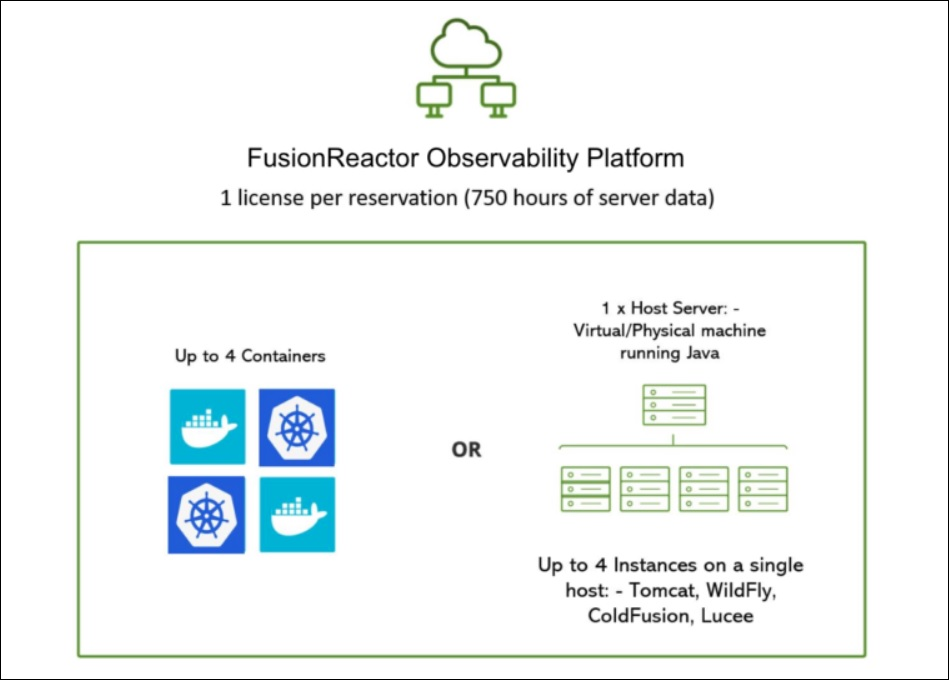 FusionReactor Observability Platform
1 license per reservation (750 hours of server data)
Up to 4 Containers
OR
1 x Host Server: -
Virtual/Physical machine
running Java
Up to 4 Instances on a single
host: - Tomcat, WildFly,
ColdFusion, Lucee